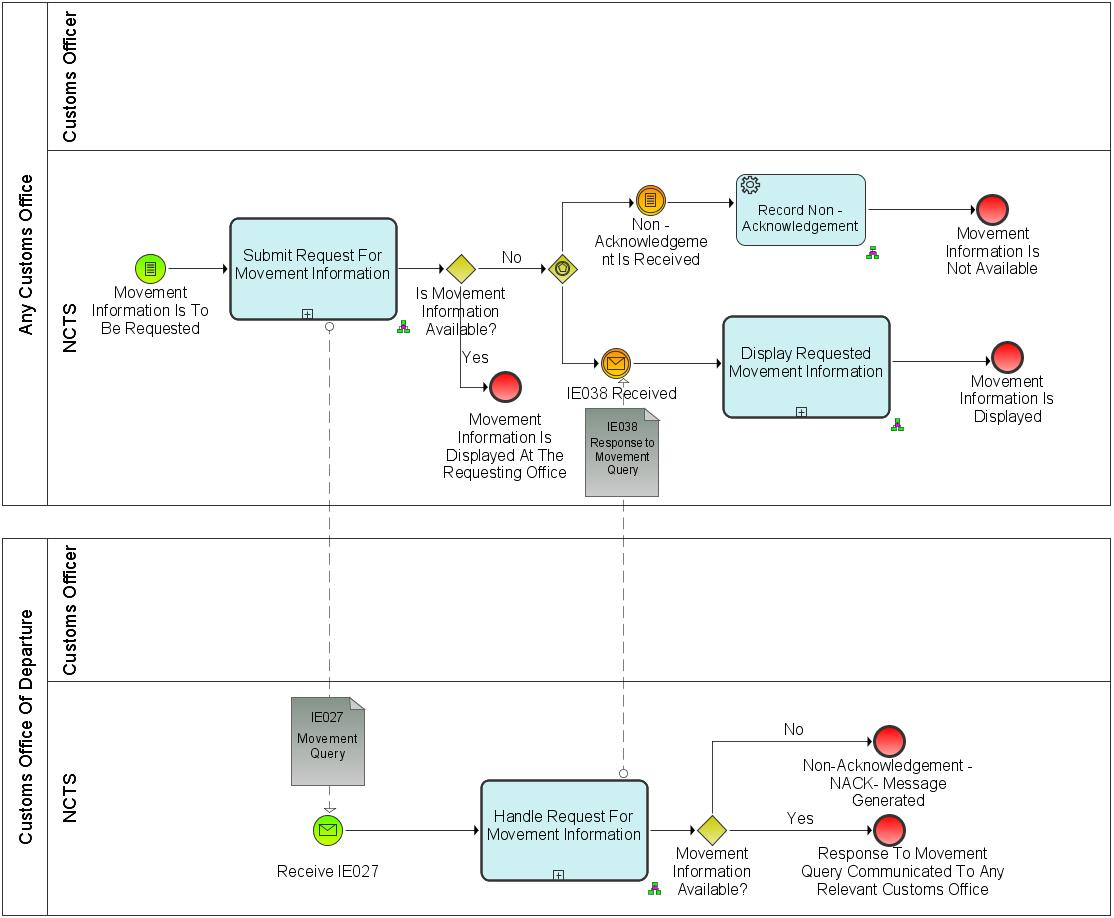 Any Customs Office
Customs Officer
NCTS
Movement
Information Is To
Be Requested
Submit Request For
Movement Information
Is Movement
Information
Available?
No
Yes
Movement
Information Is
Displayed At The
Requesting Office
Non -
Acknowledgeme
nt Is Received
Record Non -
Acknowledgement
Movement
Information Is
Not Available
IE038 Received
IE038
Response to
Movement
Query
Display Requested
Movement Information
Movement
Information Is
Displayed
Customs Office Of Departure
Customs Officer
NCTS
IE027
Movement
Query
Receive IE027
Handle Request For
Movement Information
Movement
Information
Available?
No
Non-Acknowledgement -
NACK- Message
Generated
Yes
Response To Movement
Query Communicated To Any
Relevant Customs Office